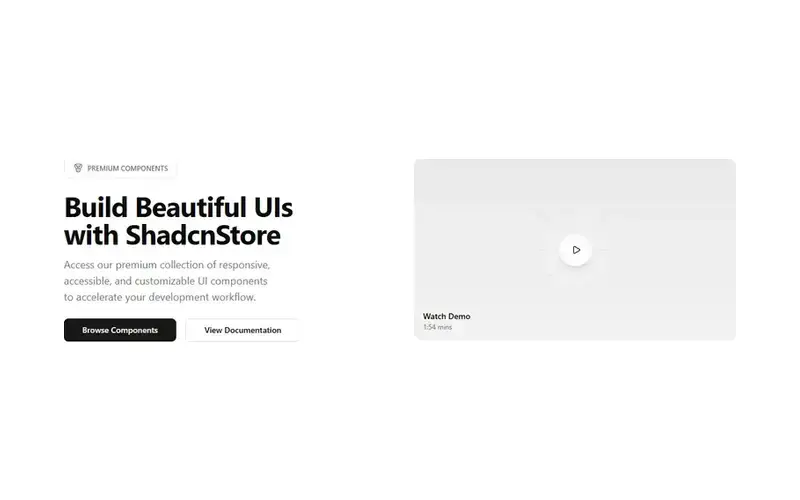 PREMIUM COMPONENTS
Build Beautiful UIs
with ShadcnStore
Access our premium collection of responsive,
accessible, and customizable UI components
to accelerate your development workflow.
Browse Components
View Documentation
Watch Demo
1:54 mins